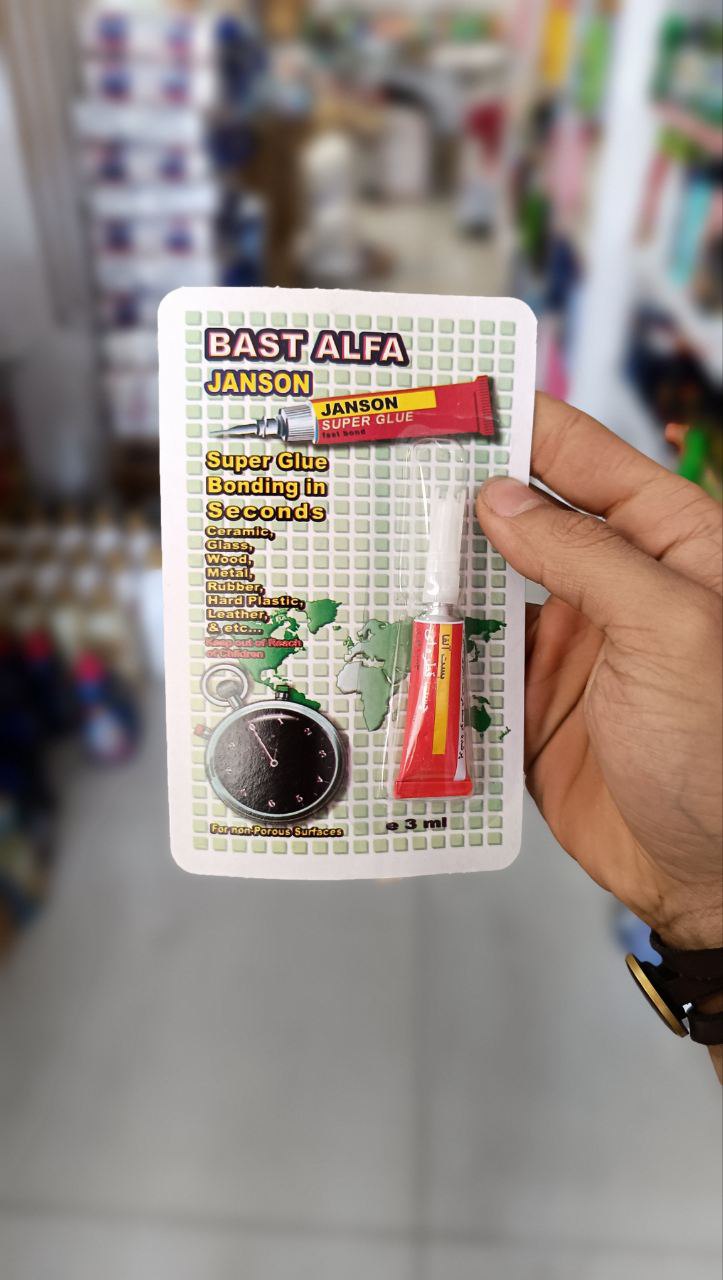 BAST ALFA
JANSON
JANSON
SUPER GLUE
fast bond
Super Glue
Bonding in
Seconds
Ceramic,
Glass,
Wood,
Metal,
Rubber,
Hard Plastic,
Leather,
& etc...
Keep out of Reach
of Children
For non-Porous Surfaces
e 3 ml